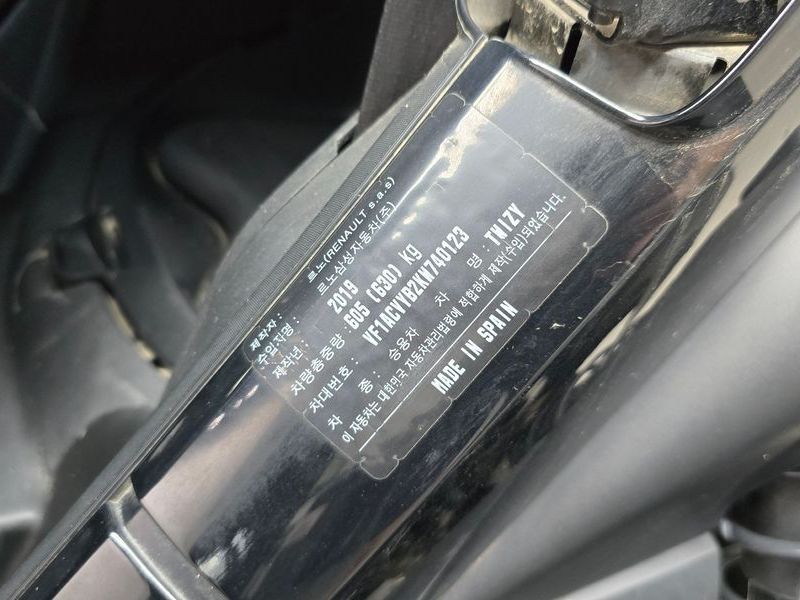 제작자 : 르노(RENAULT s.a.s)
수입자명 : 르노삼성자동차(주)
제작년 : 2019
차량총중량 : 605 (630) kg
차대번호 : VF1ACVYB2KW740123
차 종 : 승용차 차 명 : TWIZY
이 자동차는 대한민국 자동차관리법령에 적합하게 제작(수입)되었습니다.
MADE IN SPAIN